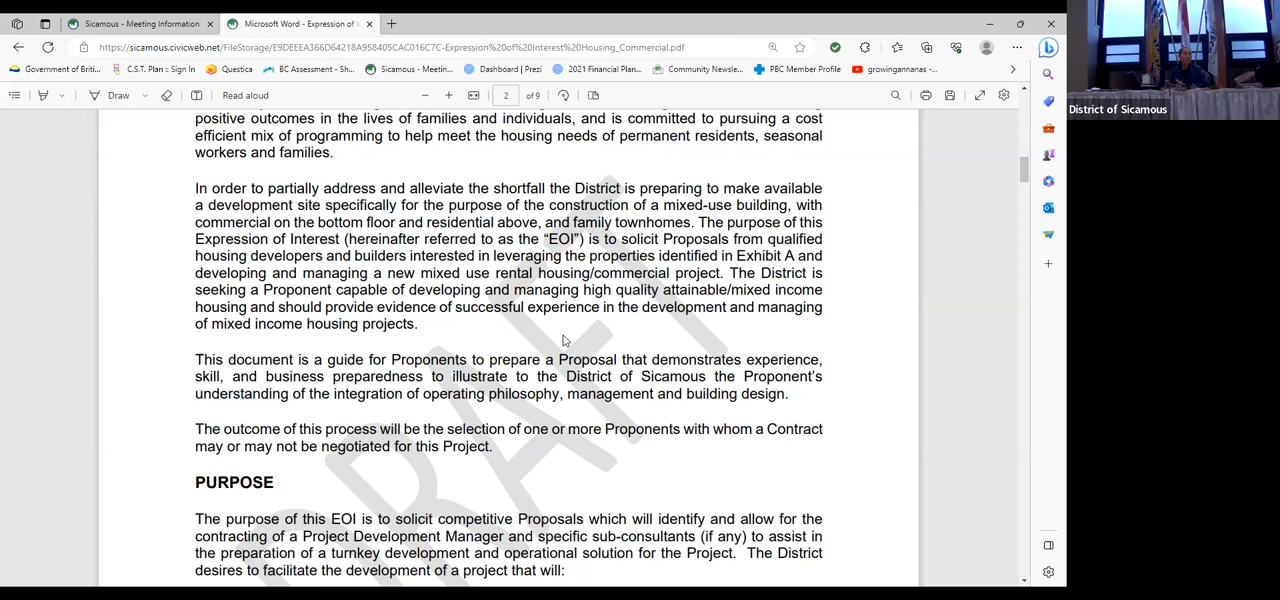 Sicamous - Meeting Information
Microsoft Word - Expression of I
https://sicamous.civicweb.net/FileStorage/E9DEEEA366D64218A958405CAC016C7C-Expression%20of%20Interest%20Housing_Commercial.pdf
Government of Briti...
C.S.T. Plan :: Sign In
Questica
BC Assessment - Sh...
Sicamous - Meetin...
Dashboard | Prezi
2021 Financial Plan...
Community Newsle...
PBC Member Profile
growingannanas -...
Draw
Read aloud
2 of 9
District of Sicamous
positive outcomes in the lives of families and individuals, and is committed to pursuing a cost
efficient mix of programming to help meet the housing needs of permanent residents, seasonal
workers and families.
In order to partially address and alleviate the shortfall the District is preparing to make available
a development site specifically for the purpose of the construction of a mixed-use building, with
commercial on the bottom floor and residential above, and family townhomes. The purpose of this
Expression of Interest (hereinafter referred to as the “EOI”) is to solicit Proposals from qualified
housing developers and builders interested in leveraging the properties identified in Exhibit A and
developing and managing a new mixed use rental housing/commercial project. The District is
seeking a Proponent capable of developing and managing high quality attainable/mixed income
housing and should provide evidence of successful experience in the development and managing
of mixed income housing projects.
This document is a guide for Proponents to prepare a Proposal that demonstrates experience,
skill, and business preparedness to illustrate to the District of Sicamous the Proponent’s
understanding of the integration of operating philosophy, management and building design.
The outcome of this process will be the selection of one or more Proponents with whom a Contract
may or may not be negotiated for this Project.
PURPOSE
The purpose of this EOI is to solicit competitive Proposals which will identify and allow for the
contracting of a Project Development Manager and specific sub-consultants (if any) to assist in
the preparation of a turnkey development and operational solution for the Project. The District
desires to facilitate the development of a project that will:
DRAFT